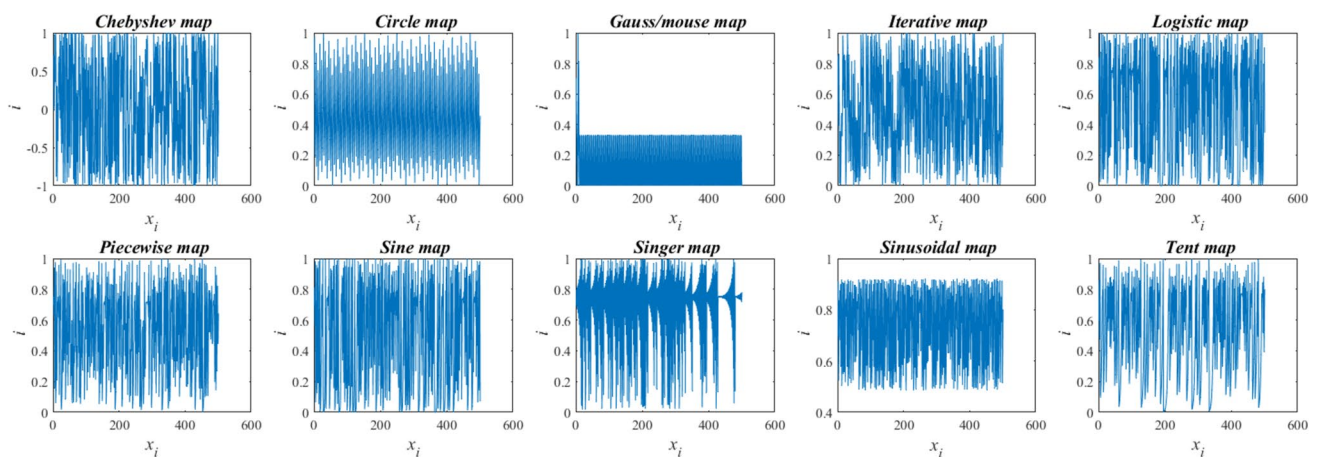 Chebyshev map
1
0.5
0
-0.5
-1
i
0 200 400 600
x_i
Circle map
1
0.8
0.6
0.4
0.2
0
i
0 200 400 600
x_i
Gauss/mouse map
1
0.8
0.6
0.4
0.2
0
i
0 200 400 600
x_i
Iterative map
1
0.8
0.6
0.4
0.2
0
i
0 200 400 600
x_i
Logistic map
1
0.8
0.6
0.4
0.2
0
i
0 200 400 600
x_i
Piecewise map
1
0.8
0.6
0.4
0.2
0
i
0 200 400 600
x_i
Sine map
1
0.8
0.6
0.4
0.2
0
i
0 200 400 600
x_i
Singer map
1
0.8
0.6
0.4
0.2
0
i
0 200 400 600
x_i
Sinusoidal map
1
0.8
0.6
0.4
i
0 200 400 600
x_i
Tent map
1
0.8
0.6
0.4
0.2
0
i
0 200 400 600
x_i